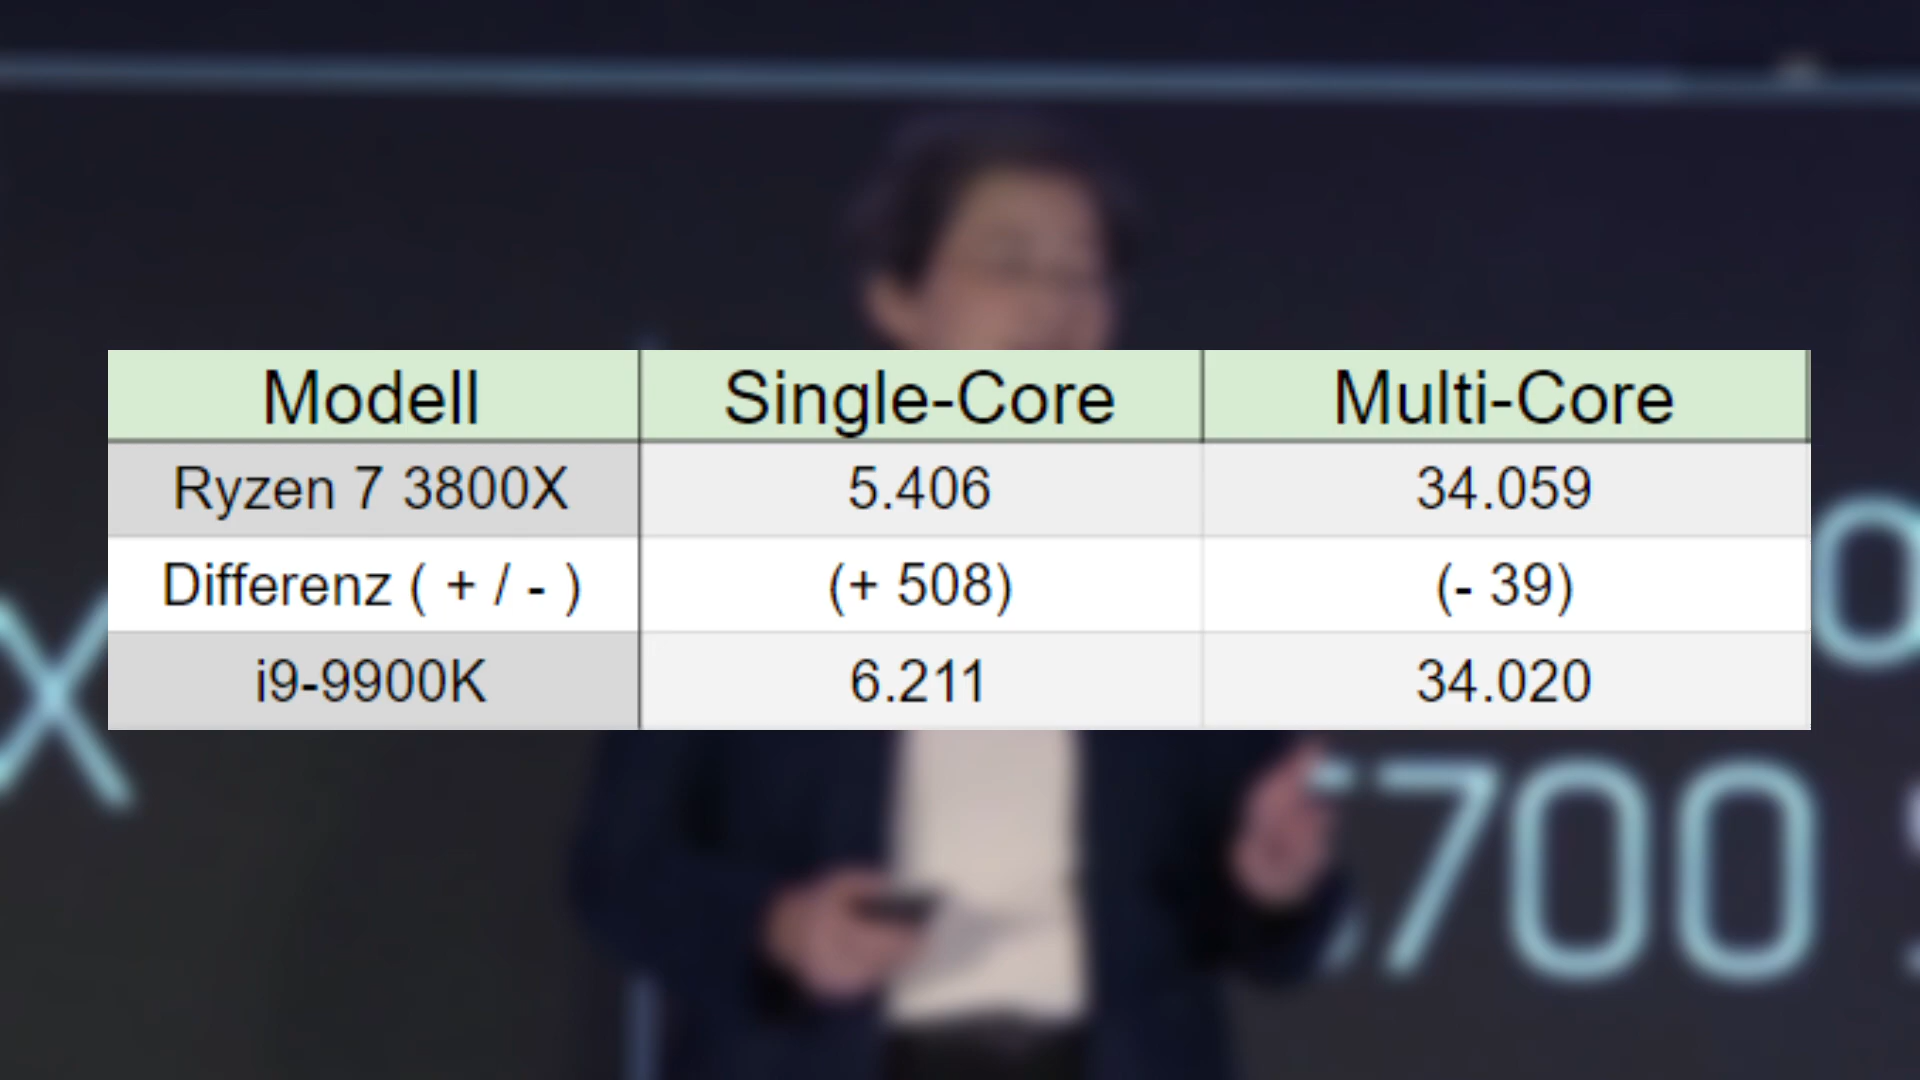 Modell Single-Core Multi-Core
Ryzen 7 3800X 5.406 34.059
Differenz ( + / - ) (+ 508) (- 39)
i9-9900K 6.211 34.020
X
700